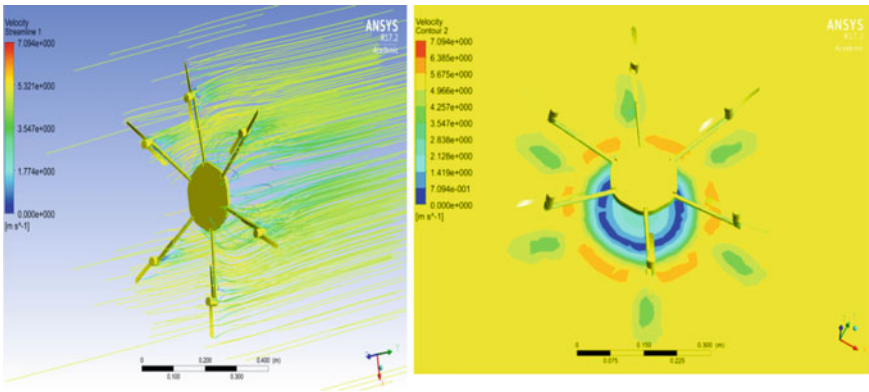 Velocity
Streamline 1
7.094e+000
5.321e+000
3.547e+000
1.774e+000
0.000e+000
[m s^-1]
ANSYS
R17.2
Academic
0 0.200 0.400 (m)
0.100 0.300
Velocity
Contour 2
7.094e+000
6.385e+000
5.675e+000
4.966e+000
4.257e+000
3.547e+000
2.838e+000
2.128e+000
1.419e+000
7.094e-001
0.000e+000
[m s^-1]
ANSYS
R17.2
Academic
0 0.150 0.300 (m)
0.075 0.225